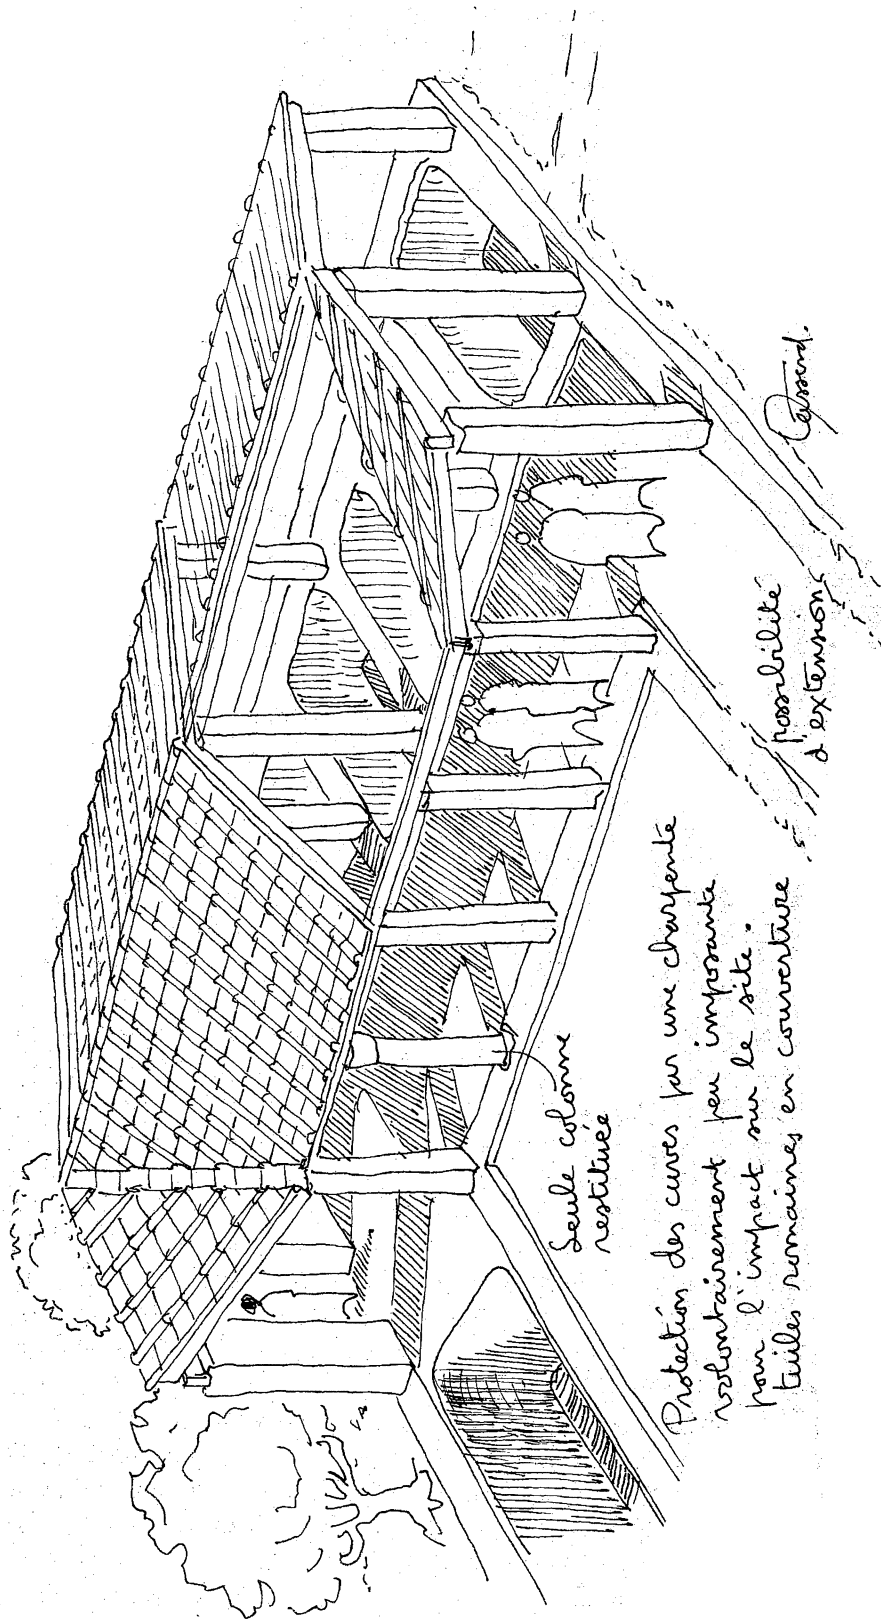 Seule colonne
restituée
Protection des cuves par une charpente
volontairement peu imposante
pour l'impact sur le site.
tuiles romaines en couverture
possibilité
d'extension